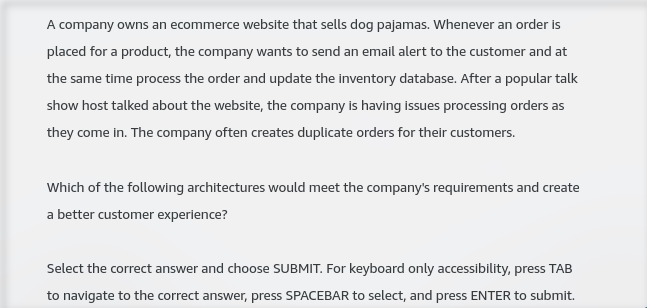 A company owns an ecommerce website that sells dog pajamas. Whenever an order is
placed for a product, the company wants to send an email alert to the customer and at
the same time process the order and update the inventory database. After a popular talk
show host talked about the website, the company is having issues processing orders as
they come in. The company often creates duplicate orders for their customers.
Which of the following architectures would meet the company's requirements and create
a better customer experience?
Select the correct answer and choose SUBMIT. For keyboard only accessibility, press TAB
to navigate to the correct answer, press SPACEBAR to select, and press ENTER to submit.